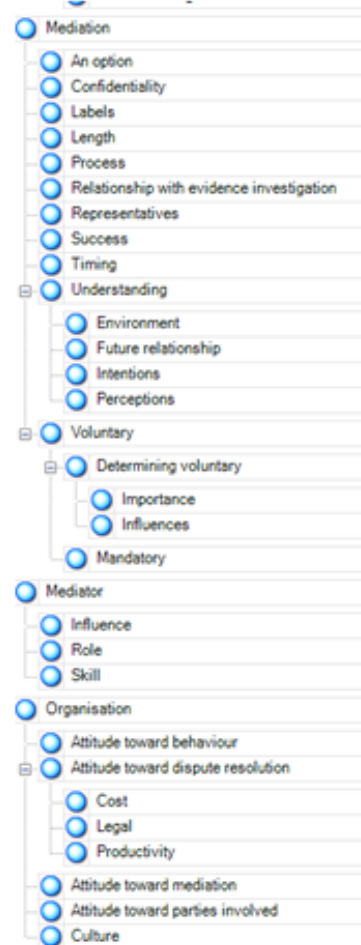 Mediation
An option
Confidentiality
Labels
Length
Process
Relationship with evidence investigation
Representatives
Success
Timing
Understanding
Environment
Future relationship
Intentions
Perceptions
Voluntary
Determining voluntary
Importance
Influences
Mandatory
Mediator
Influence
Role
Skill
Organisation
Attitude toward behaviour
Attitude toward dispute resolution
Cost
Legal
Productivity
Attitude toward mediation
Attitude toward parties involved
Culture